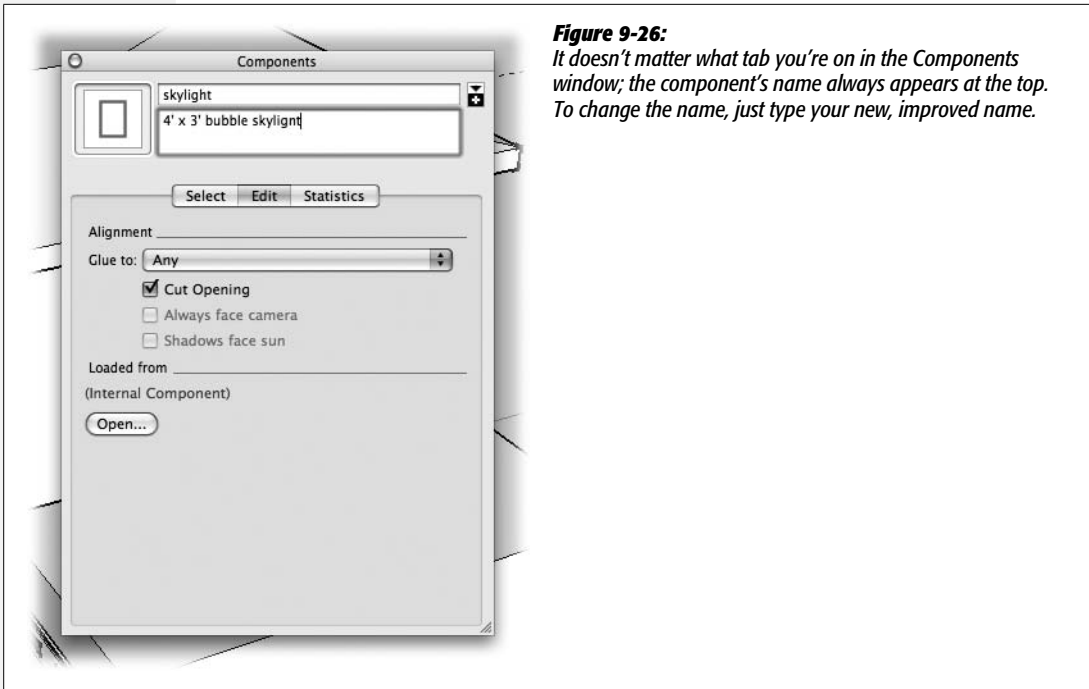 Components
skylight
4' x 3' bubble skylignt
Select Edit Statistics
Alignment
Glue to: Any
Cut Opening
Always face camera
Shadows face sun
Loaded from
(Internal Component)
Open...
Figure 9-26:
It doesn't matter what tab you're on in the Components
window; the component's name always appears at the top.
To change the name, just type your new, improved name.